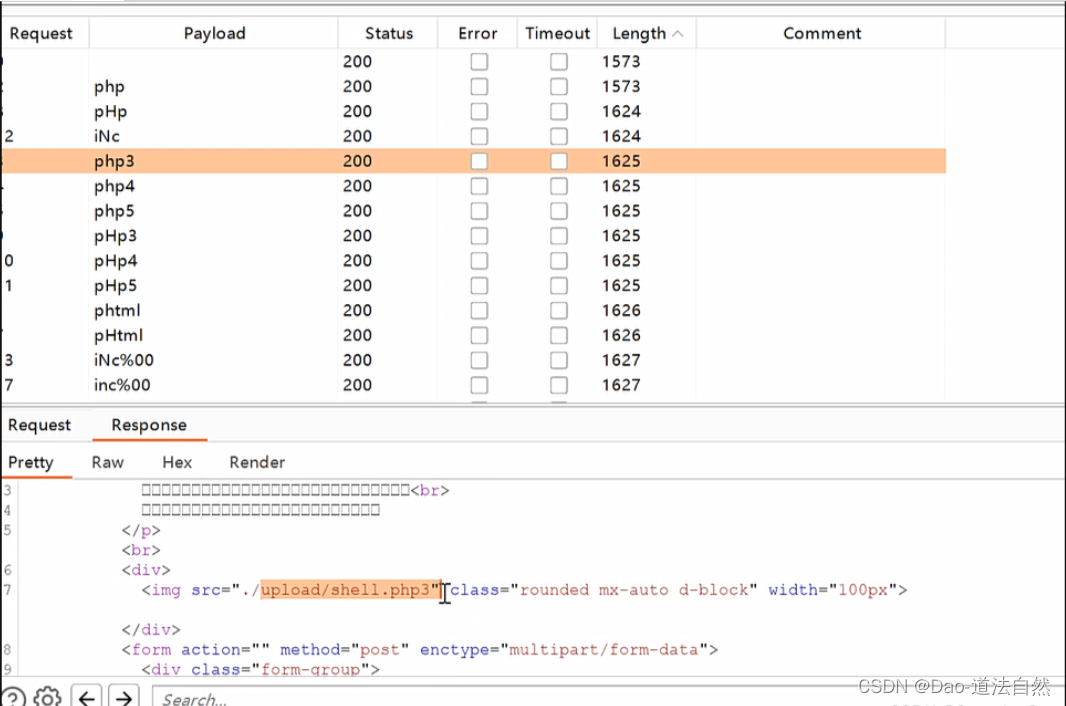 Request Payload Status Error Timeout Length Comment
200 1573
php 200 1573
pHp 200 1624
2 iNc 200 1624
php3 200 1625
php4 200 1625
php5 200 1625
pHp3 200 1625
0 pHp4 200 1625
1 pHp5 200 1625
phtml 200 1626
pHtml 200 1626
3 iNc%00 200 1627
7 inc%00 200 1627
Request Response
Pretty Raw Hex Render
3 <br>
4
5 </p>
<br>
6 <div>
7 <img src="./upload/shell.php3" class="rounded mx-auto d-block" width="100px">
</div>
8 <form action="" method="post" enctype="multipart/form-data">
9 <div class="form-group">
Search...
CSDN @Dao-道法自然